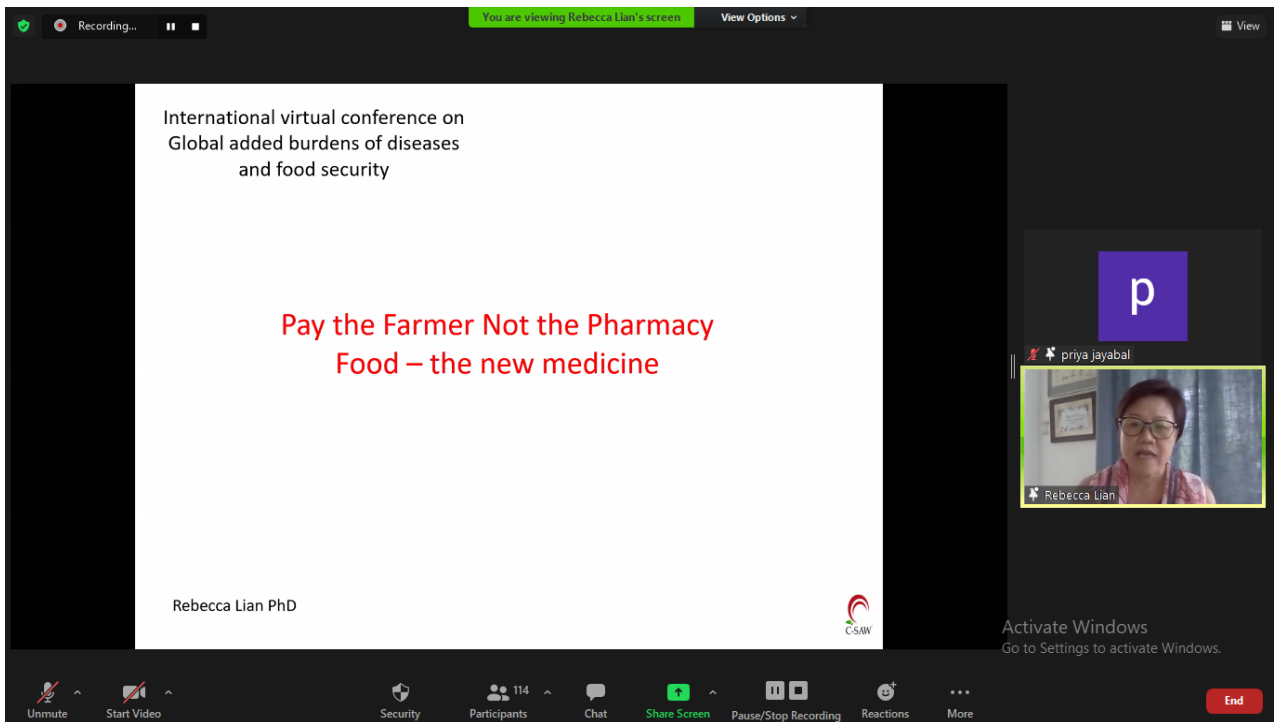 Recording...
You are viewing Rebecca Lian's screen
View Options
View
International virtual conference on
Global added burdens of diseases
and food security
Pay the Farmer Not the Pharmacy
Food – the new medicine
Rebecca Lian PhD
C-SAW
p
priya jayabal
Rebecca Lian
Activate Windows
Go to Settings to activate Windows.
Unmute
Start Video
Security
114
Participants
Chat
Share Screen
Pause/Stop Recording
Reactions
More
End